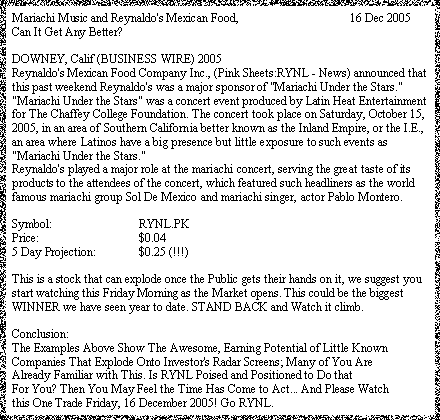 Mariachi Music and Reynaldo's Mexican Food, 16 Dec 2005
Can It Get Any Better?
DOWNEY, Calif (BUSINESS WIRE) 2005
Reynaldo's Mexican Food Company Inc., (Pink Sheets:RYNL - News) announced that
this past weekend Reynaldo's was a major sponsor of "Mariachi Under the Stars."
"Mariachi Under the Stars" was a concert event produced by Latin Heat Entertainment
for The Chaffey College Foundation. The concert took place on Saturday, October 15,
2005, in an area of Southern California better known as the Inland Empire, or the I.E.,
an area where Latinos have a big presence but little exposure to such events as
"Mariachi Under the Stars."
Reynaldo's played a major role at the mariachi concert, serving the great taste of its
products to the attendees of the concert, which featured such headliners as the world
famous mariachi group Sol De Mexico and mariachi singer, actor Pablo Montero.
Symbol: RYNL.PK
Price: $0.04
5 Day Projection: $0.25 (!!!)
This is a stock that can explode once the Public gets their hands on it, we suggest you
start watching this Friday Morning as the Market opens. This could be the biggest
WINNER we have seen year to date. STAND BACK and Watch it climb.
Conclusion:
The Examples Above Show The Awesome, Earning Potential of Little Known
Companies That Explode Onto Investor's Radar Screens; Many of You Are
Already Familiar with This. Is RYNL Poised and Positioned to Do that
For You? Then You May Feel the Time Has Come to Act... And Please Watch
this One Trade Friday, 16 December 2005! Go RYNL.